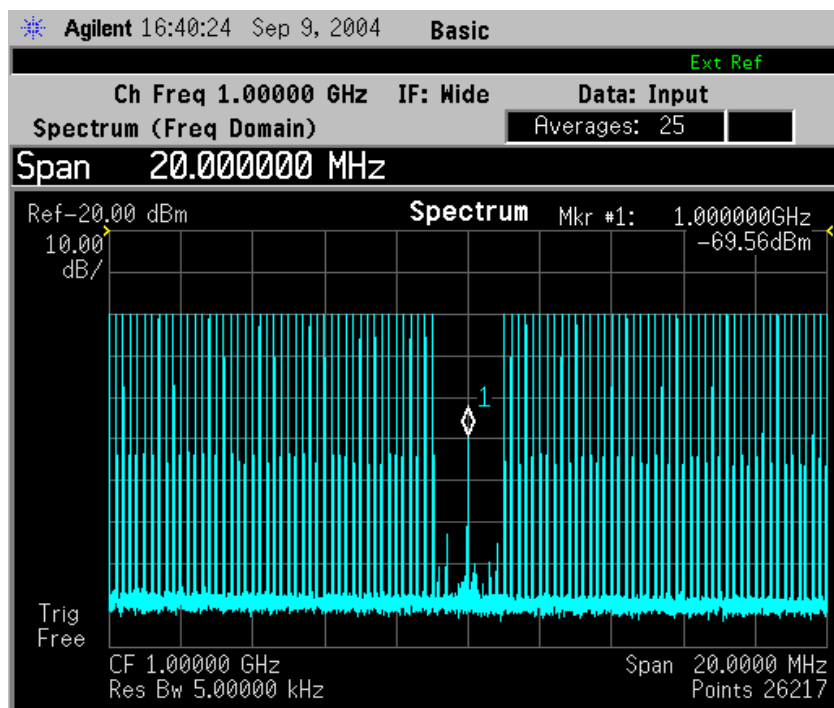 Agilent 16:40:24 Sep 9, 2004 Basic
Ext Ref
Ch Freq 1.00000 GHz IF: Wide Data: Input
Spectrum (Freq Domain) Averages: 25
Span 20.000000 MHz
Ref-20.00 dBm Spectrum Mkr #1: 1.000000GHz
10.00 -69.56dBm
dB/
1
Trig
Free
CF 1.00000 GHz Span 20.0000 MHz
Res Bw 5.00000 kHz Points 26217